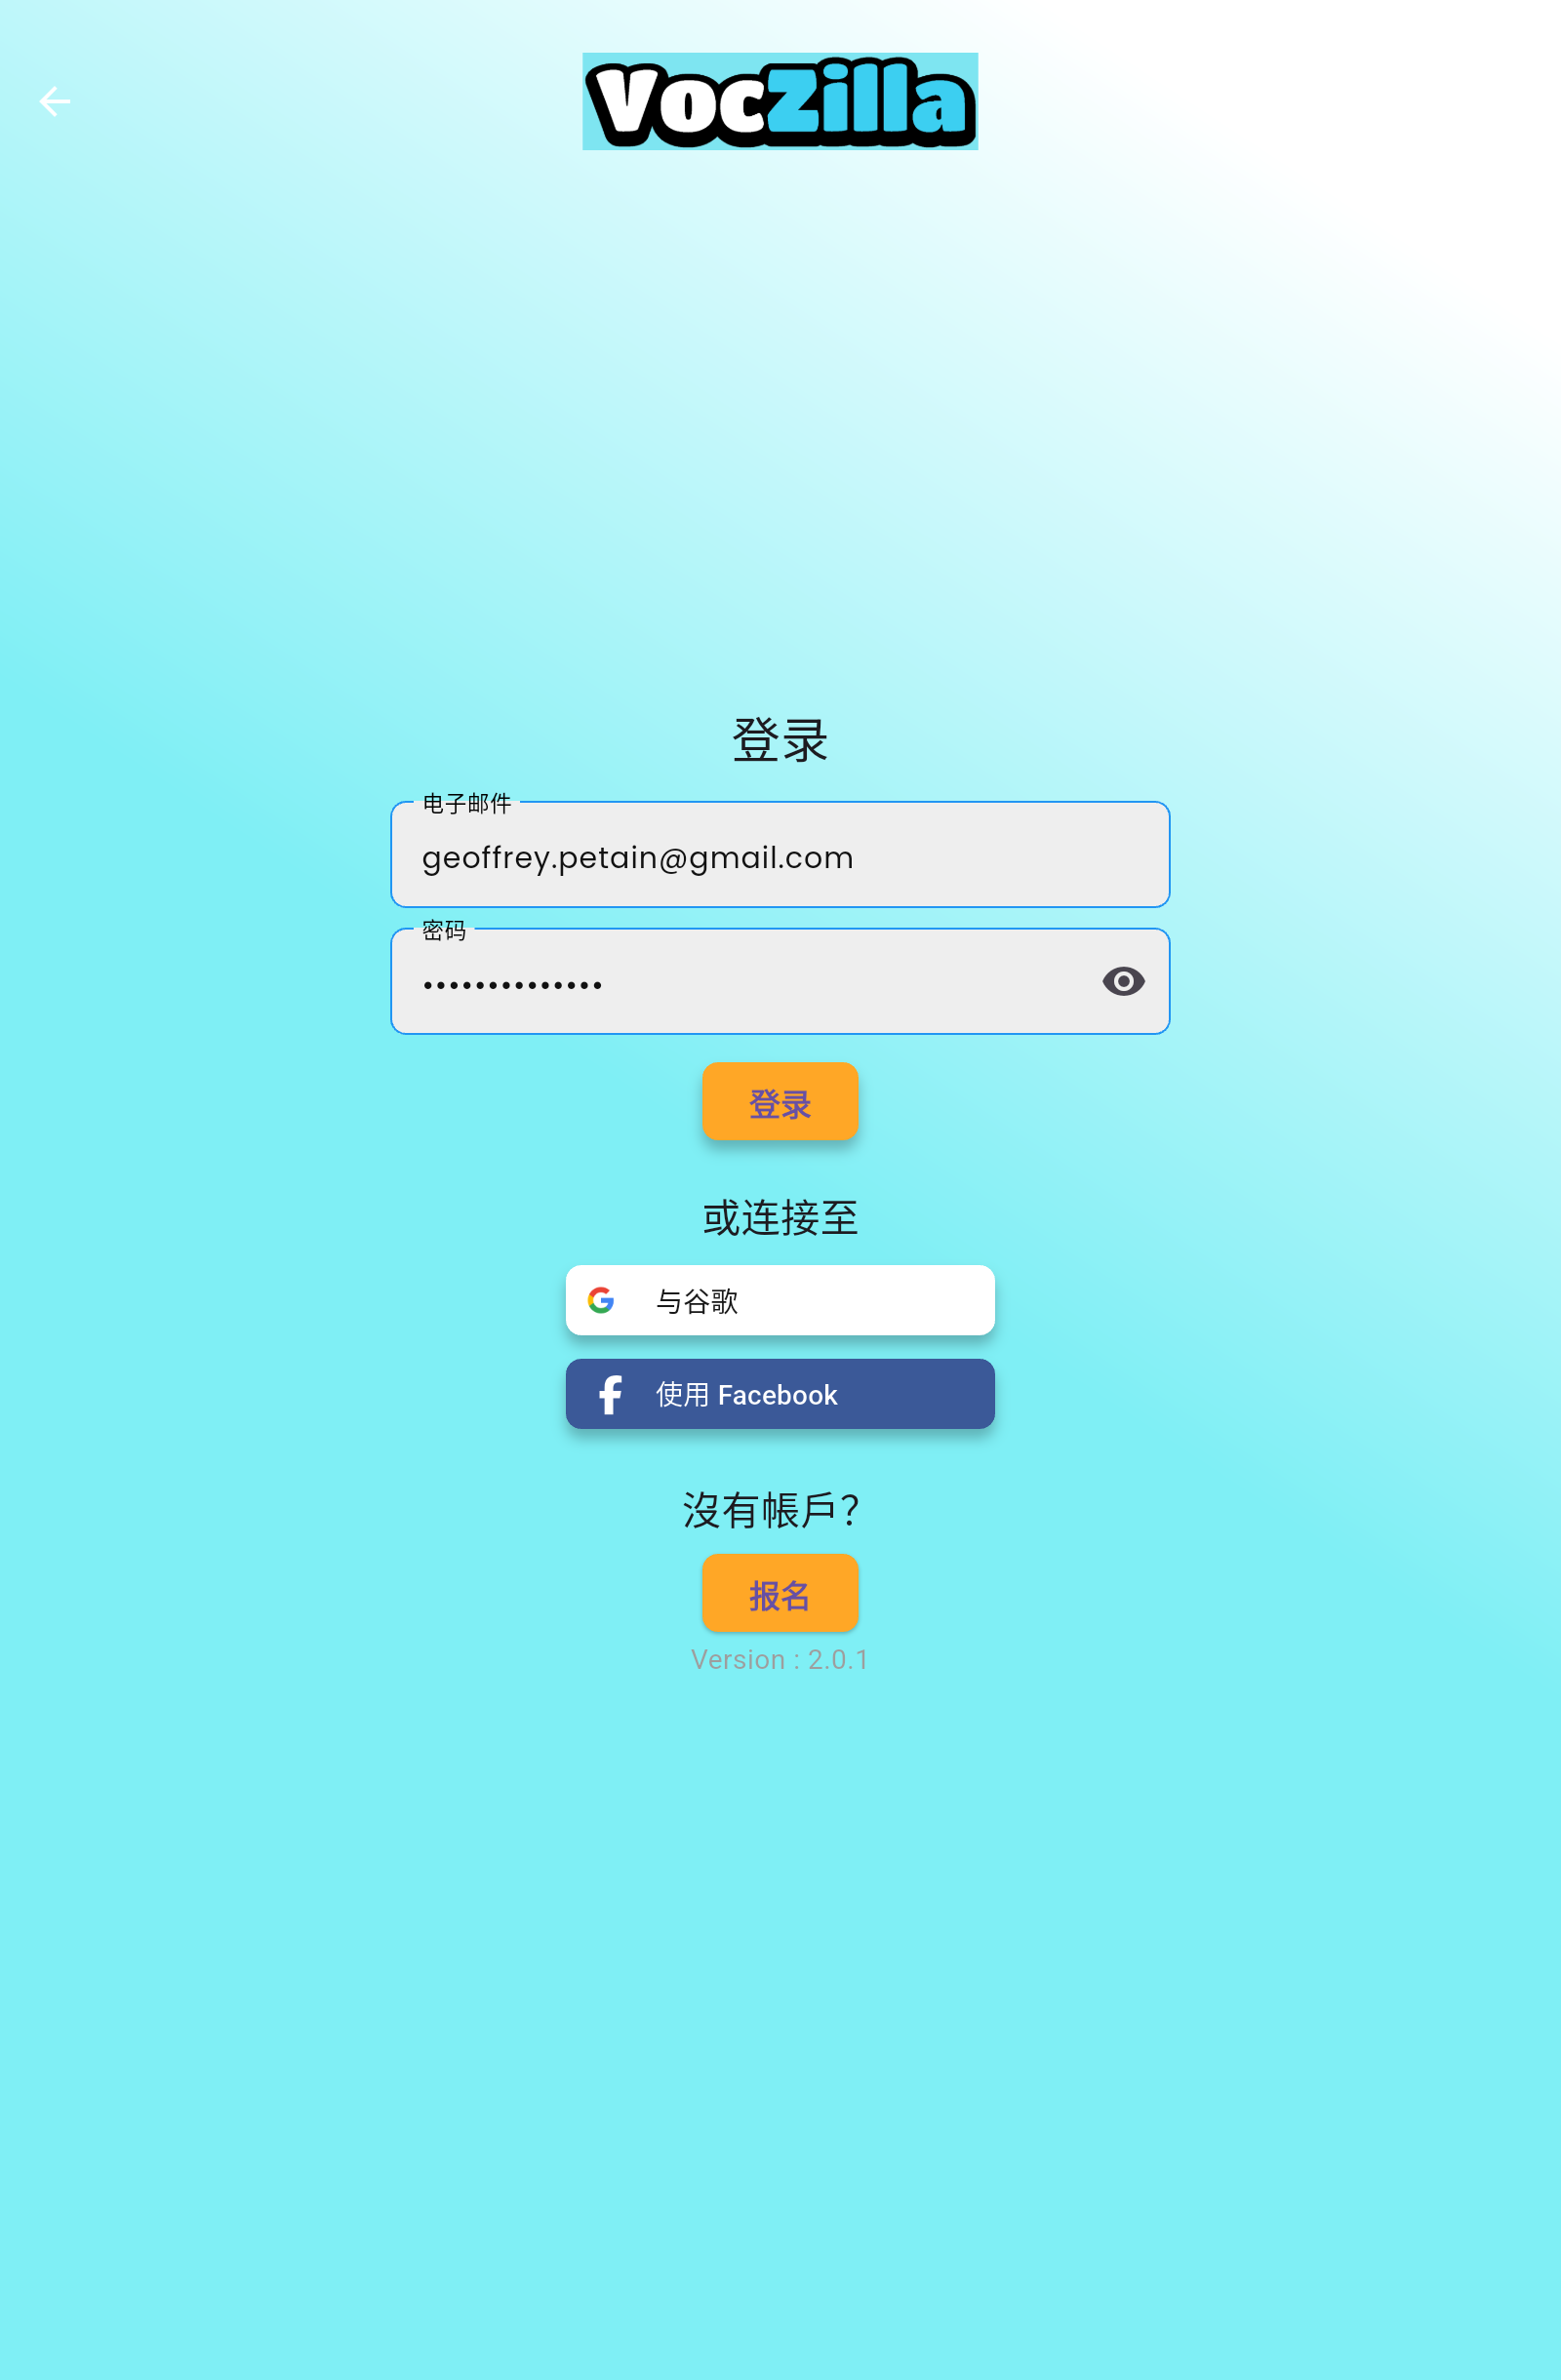 VocZilla
登录
电子邮件
geoffrey.petain@gmail.com
密码
••••••••••••••
登录
或连接至
与谷歌
使用 Facebook
沒有帳戶？
报名
Version : 2.0.1